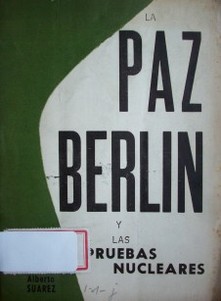 LA
PAZ
BERLIN
Y
LAS
PRUEBAS
NUCLEARES
Alberto
SUAREZ